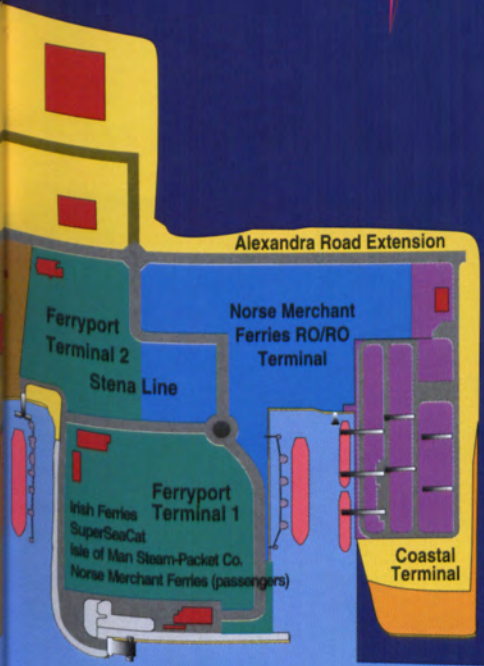 Alexandra Road Extension
Norse Merchant
Ferries RO/RO
Terminal
Ferryport
Terminal 2
Stena Line
Ferryport
Terminal 1
Irish Ferries
SuperSeaCat
Isle of Man Steam-Packet Co.
Norse Merchant Ferries (passengers)
Coastal
Terminal